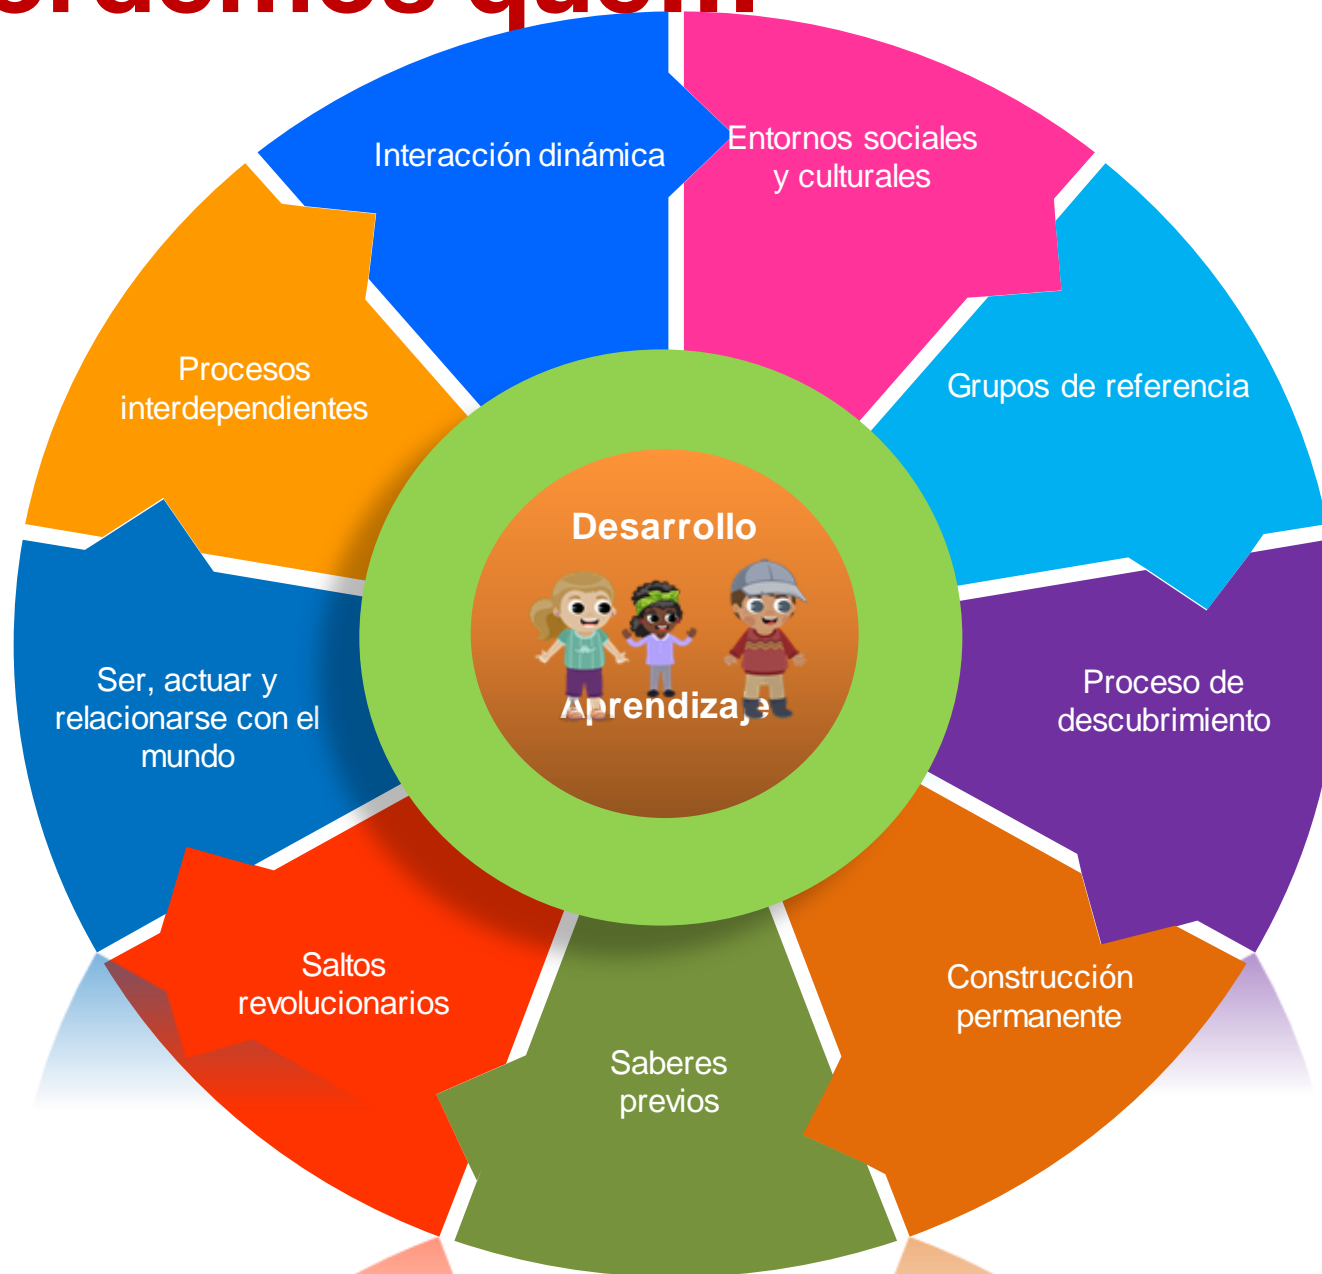 Interacción dinámica
Entornos sociales
y culturales
Grupos de referencia
Proceso de
descubrimiento
Construcción
permanente
Saberes
previos
Saltos
revolucionarios
Ser, actuar y
relacionarse con el
mundo
Procesos
interdependientes
Desarrollo
Aprendizaje